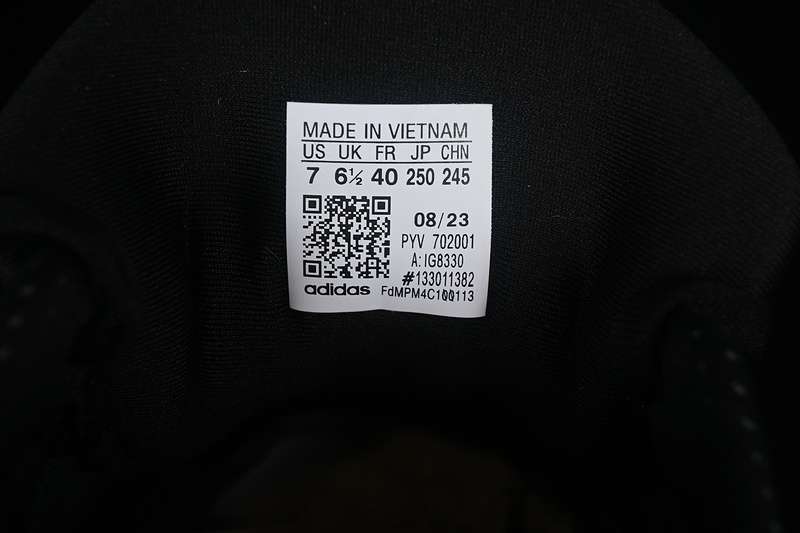 MADE IN VIETNAM
US UK FR JP CHN
7 6½ 40 250 245
08/23
PYV 702001
A: IG8330
#133011382
adidas FdMPM4C100113